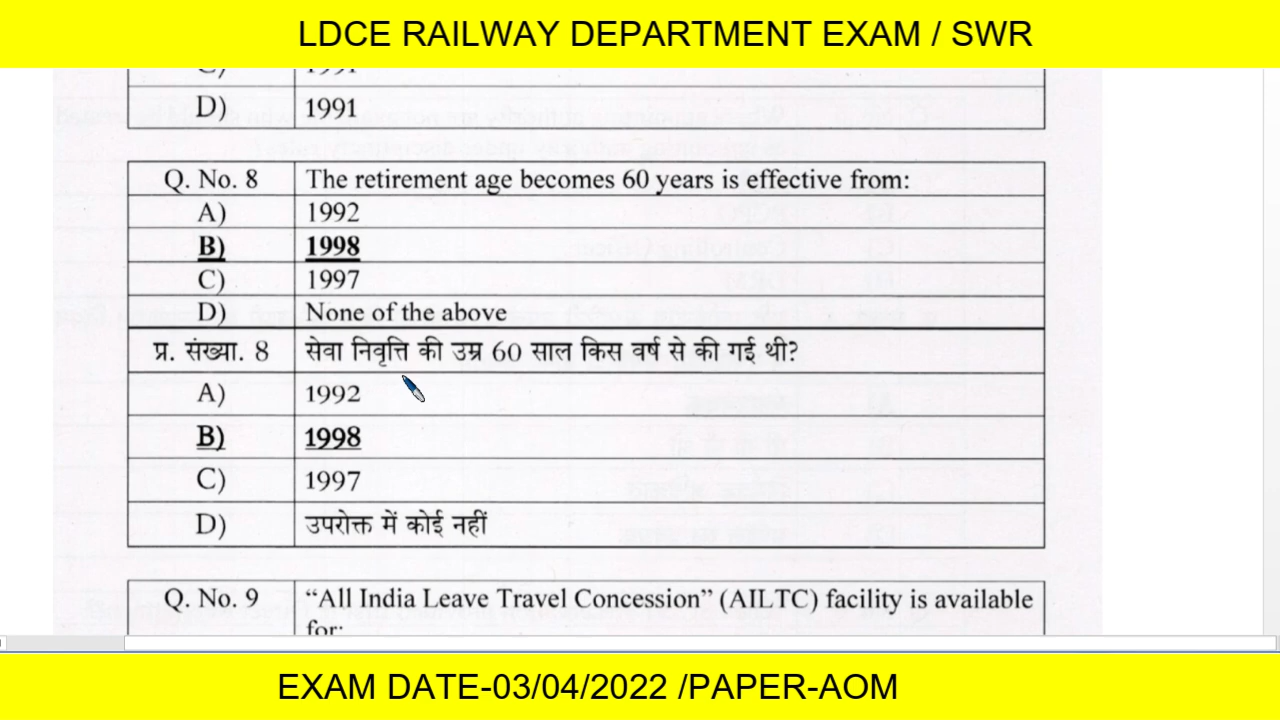 LDCE RAILWAY DEPARTMENT EXAM / SWR
D) 1991
Q. No. 8 The retirement age becomes 60 years is effective from:
A) 1992
B) 1998
C) 1997
D) None of the above
प्र. संख्या. 8 सेवा निवृत्ति की उम्र 60 साल किस वर्ष से की गई थी?
A) 1992
B) 1998
C) 1997
D) उपरोक्त में कोई नहीं
Q. No. 9 “All India Leave Travel Concession” (AILTC) facility is available
for:
EXAM DATE-03/04/2022 /PAPER-AOM